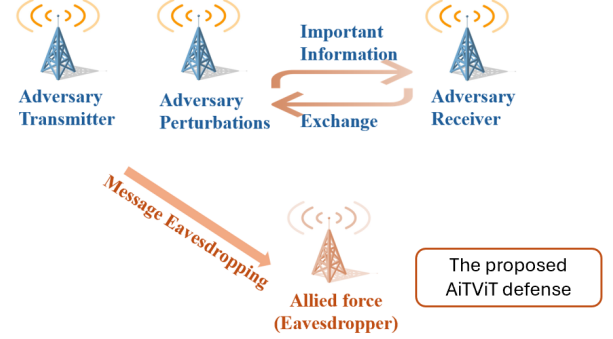 Important
Information
Adversary
Transmitter
Adversary
Perturbations
Adversary
Receiver
Exchange
Message Eavesdropping
Allied force
(Eavesdropper)
The proposed
AiTViT defense